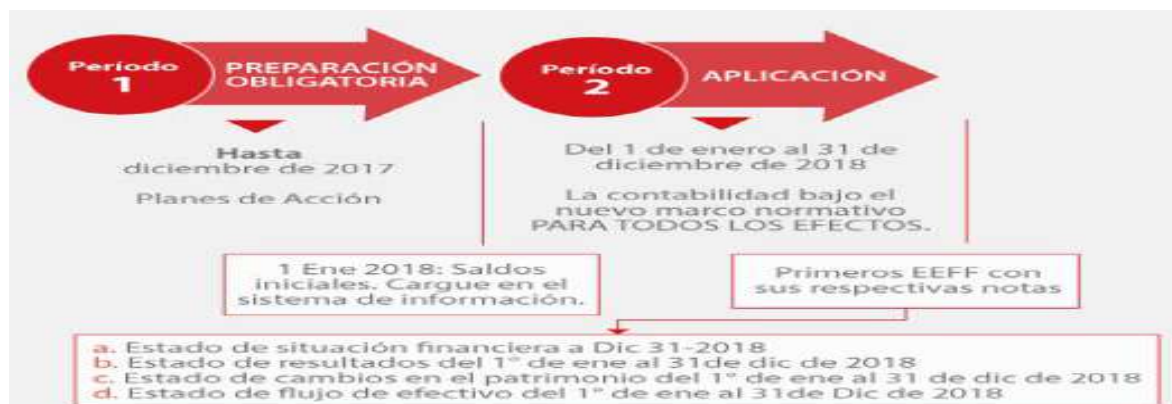 Período
1
PREPARACIÓN
OBLIGATORIA
Período
2
APLICACIÓN
Hasta
diciembre de 2017
Planes de Acción
Del 1 de enero al 31 de
diciembre de 2018
La contabilidad bajo el
nuevo marco normativo
PARA TODOS LOS EFECTOS.
1 Ene 2018: Saldos
iniciales. Cargue en el
sistema de información.
Primeros EEFF con
sus respectivas notas
a. Estado de situación financiera a Dic 31-2018
b. Estado de resultados del 1° de ene al 31de dic de 2018
c. Estado de cambios en el patrimonio del 1° de ene al 31 de dic de 2018
d. Estado de flujo de efectivo del 1° de ene al 31de Dic de 2018